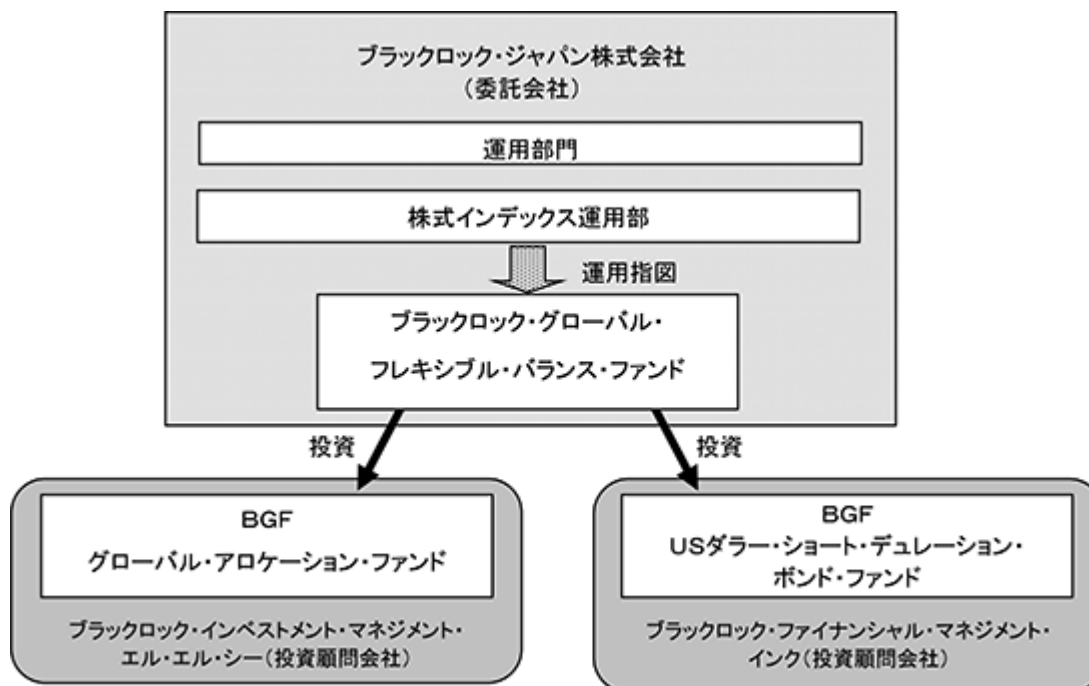 ブラックロック・ジャパン株式会社
(委託会社)
運用部門
株式インデックス運用部
運用指図
ブラックロック・グローバル・
フレキシブル・バランス・ファンド
投資
投資
BGF
グローバル・アロケーション・ファンド
ブラックロック・インベストメント・マネジメント・
エル・エル・シー(投資顧問会社)
BGF
USダラー・ショート・デュレーション・
ボンド・ファンド
ブラックロック・ファイナンシャル・マネジメント・
インク(投資顧問会社)